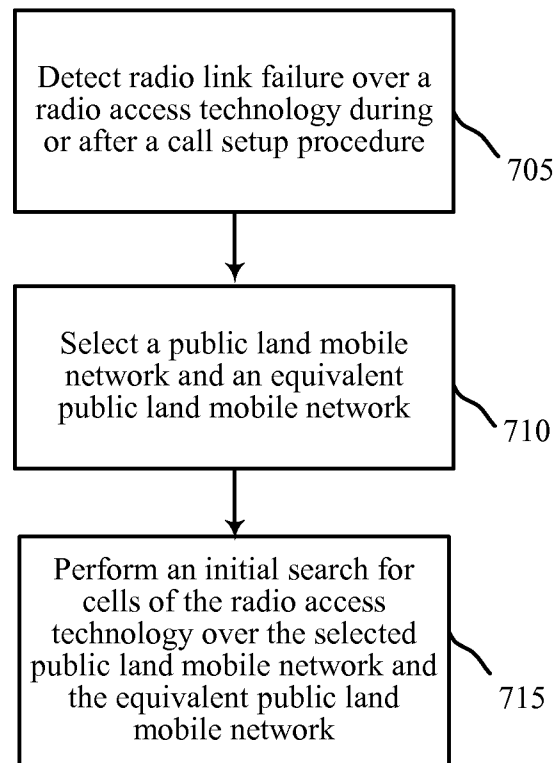 Detect radio link failure over a
radio access technology during
or after a call setup procedure
705
Select a public land mobile
network and an equivalent
public land mobile network
710
Perform an initial search for
cells of the radio access
technology over the selected
public land mobile network and
the equivalent public land
mobile network
715